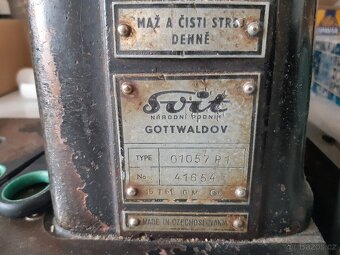 MAŽ A ČISTI STROJ
DENNĚ
Svit
NÁRODNÍ PODNIK
GOTTWALDOV
TYPE 01057 P1
No 41654
MADE IN CZECHOSLOVAKIA